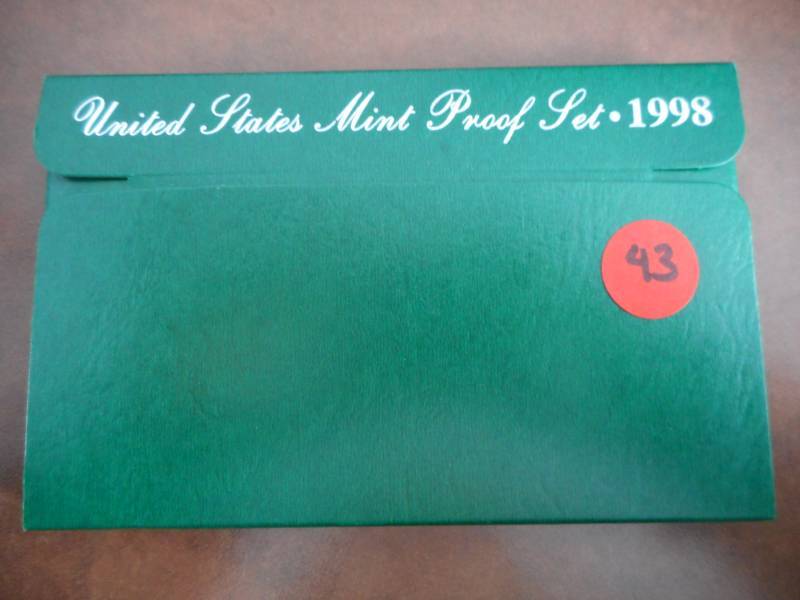 United States Mint Proof Set • 1998
43